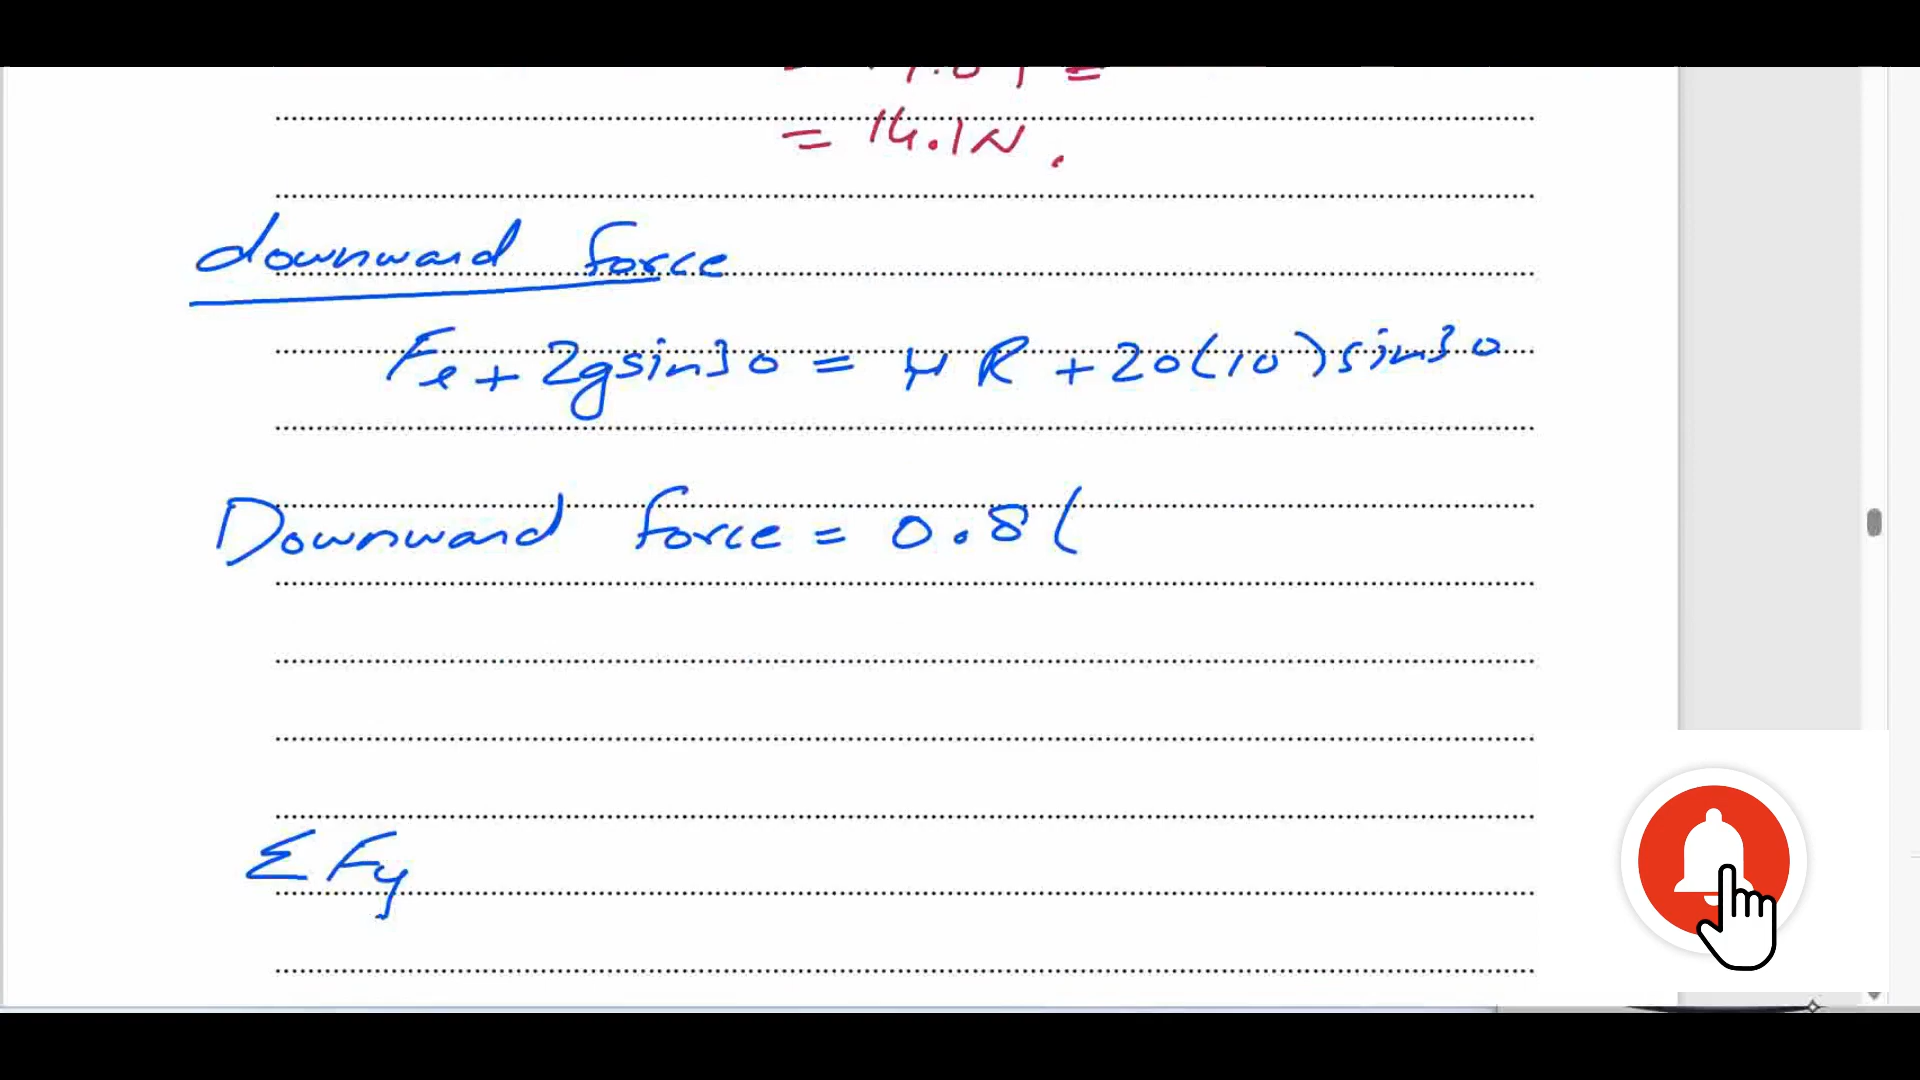 = 14.1N.
downward force
Fe + 2gsin30 = μR + 20(10)sin30
Downward force = 0.8(
ΣFy